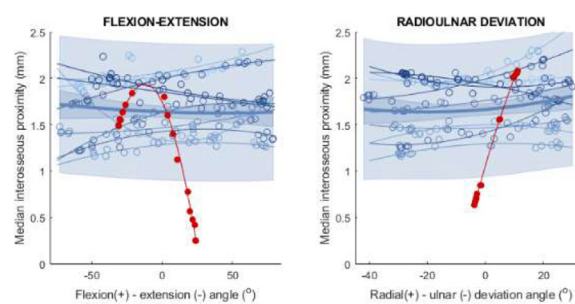 FLEXION-EXTENSION
2.5
2
1.5
1
0.5
0
-50 0 50
Median interosseous proximity (mm)
Flexion(+) - extension (-) angle (°)
RADIOULNAR DEVIATION
2.5
2
1.5
1
0.5
0
-40 -20 0 20
Median interosseous proximity (mm)
Radial(+) - ulnar (-) deviation angle (°)